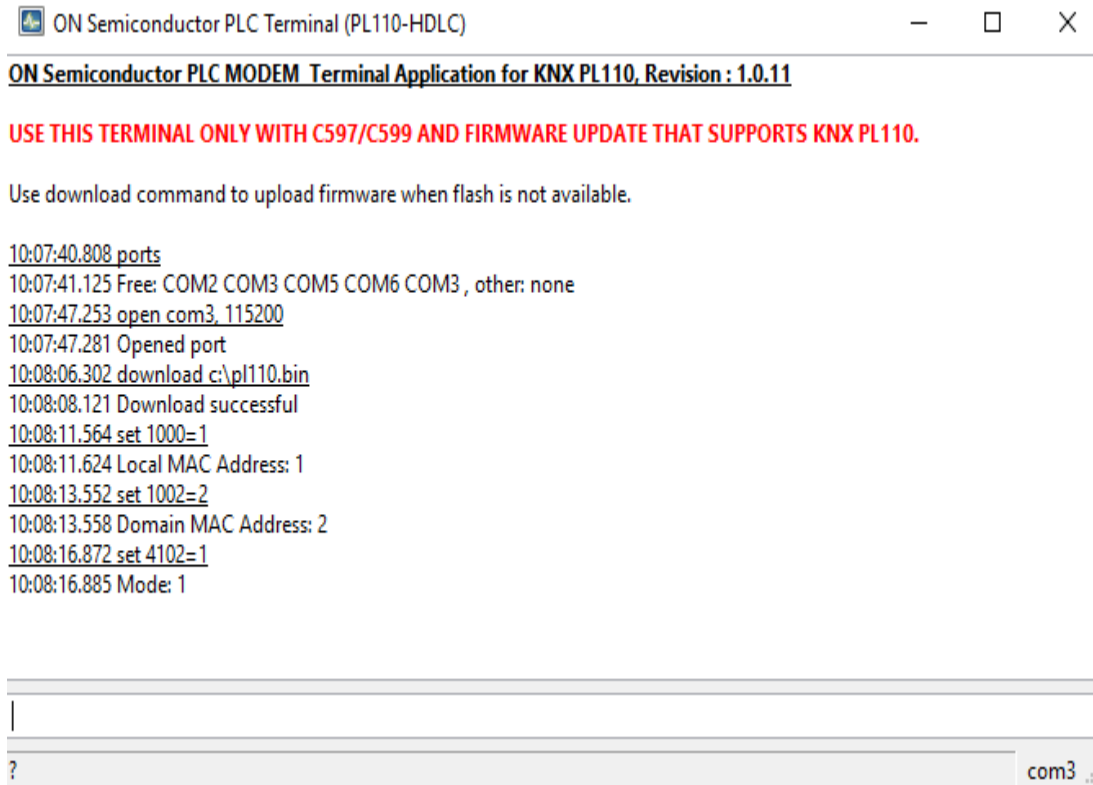 ON Semiconductor PLC Terminal (PL110-HDLC)
ON Semiconductor PLC MODEM Terminal Application for KNX PL110, Revision : 1.0.11
USE THIS TERMINAL ONLY WITH C597/C599 AND FIRMWARE UPDATE THAT SUPPORTS KNX PL110.
Use download command to upload firmware when flash is not available.
10:07:40.808 ports
10:07:41.125 Free: COM2 COM3 COM5 COM6 COM3 , other: none
10:07:47.253 open com3, 115200
10:07:47.281 Opened port
10:08:06.302 download c:\pl110.bin
10:08:08.121 Download successful
10:08:11.564 set 1000=1
10:08:11.624 Local MAC Address: 1
10:08:13.552 set 1002=2
10:08:13.558 Domain MAC Address: 2
10:08:16.872 set 4102=1
10:08:16.885 Mode: 1
? com3